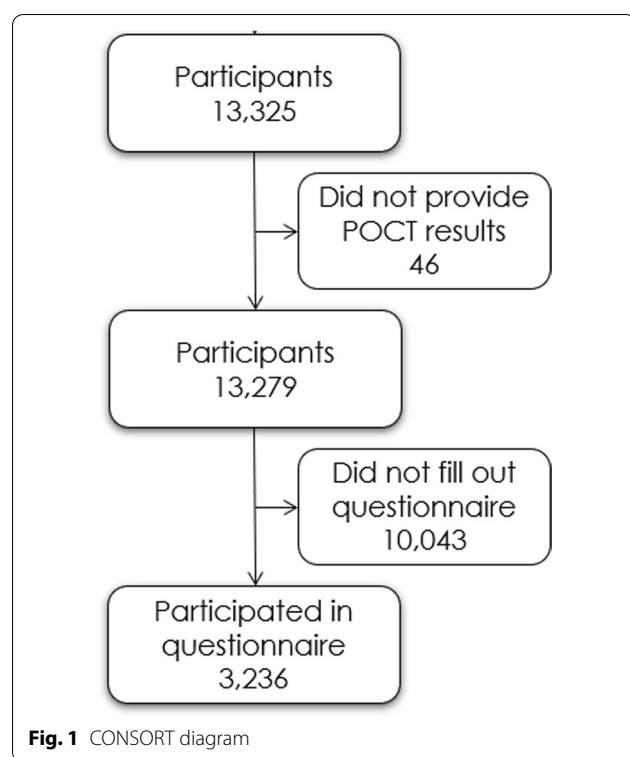 Participants
13,325
Did not provide
POCT results
46
Participants
13,279
Did not fill out
questionnaire
10,043
Participated in
questionnaire
3,236
Fig. 1 CONSORT diagram